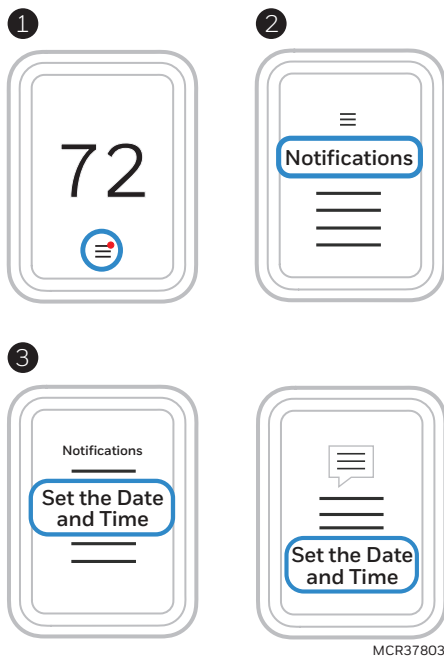 1
2
72
Notifications
3
Notifications
Set the Date
and Time
Set the Date
and Time
MCR37803